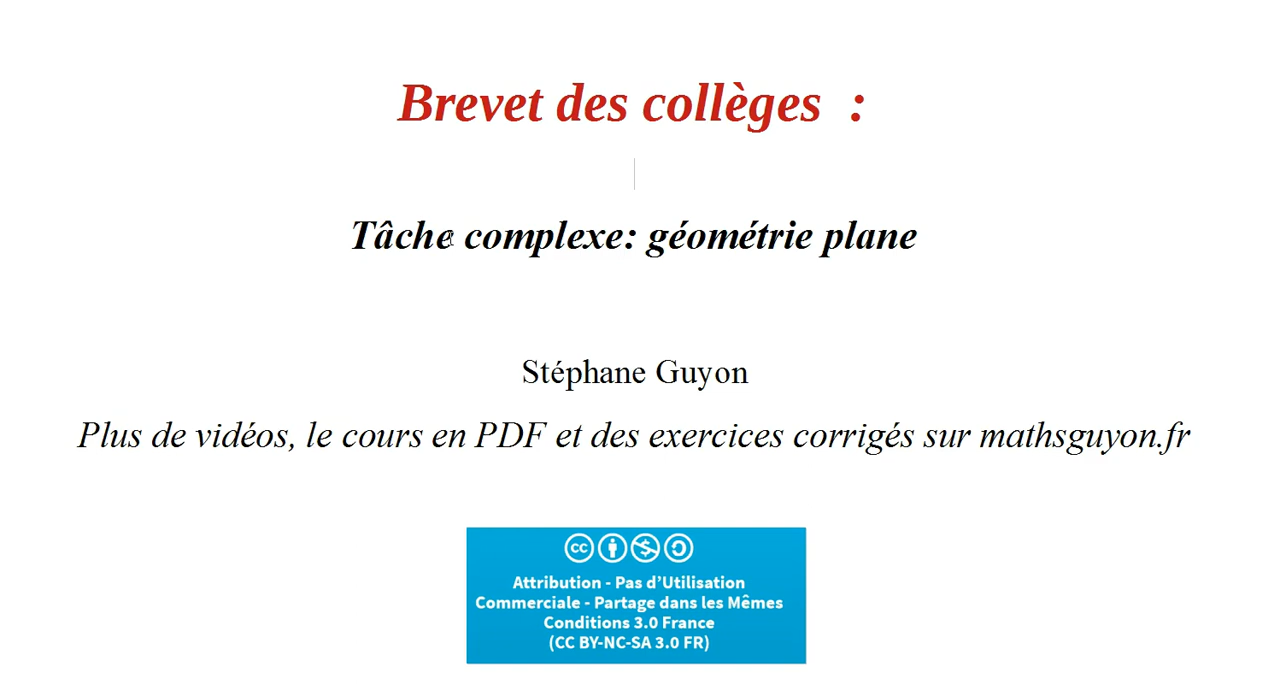 Brevet des collèges :
Tâche complexe: géométrie plane
Stéphane Guyon
Plus de vidéos, le cours en PDF et des exercices corrigés sur mathsguyon.fr
cc
Attribution - Pas d'Utilisation
Commerciale - Partage dans les Mêmes
Conditions 3.0 France
(CC BY-NC-SA 3.0 FR)